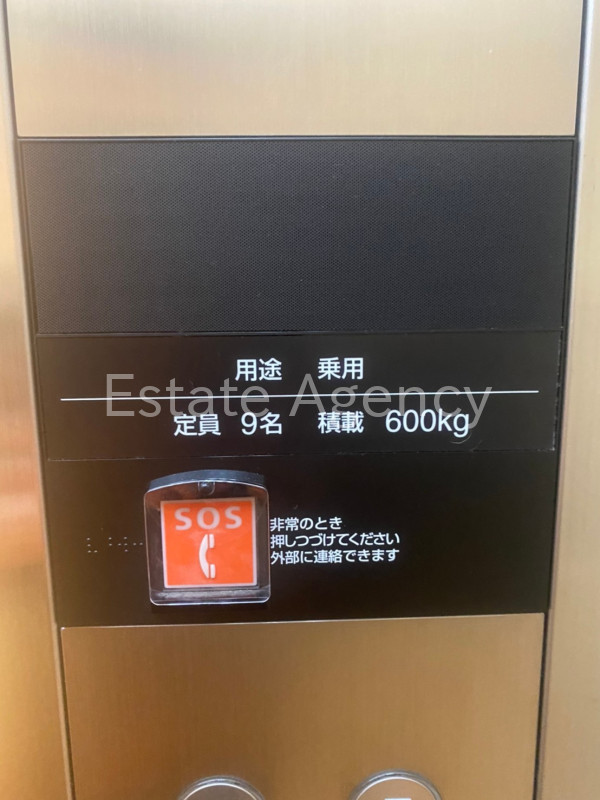 用途 乗用
Estate Agency
定員 9名 積載 600kg
SOS
非常のとき
押しつづけてください
外部に連絡できます